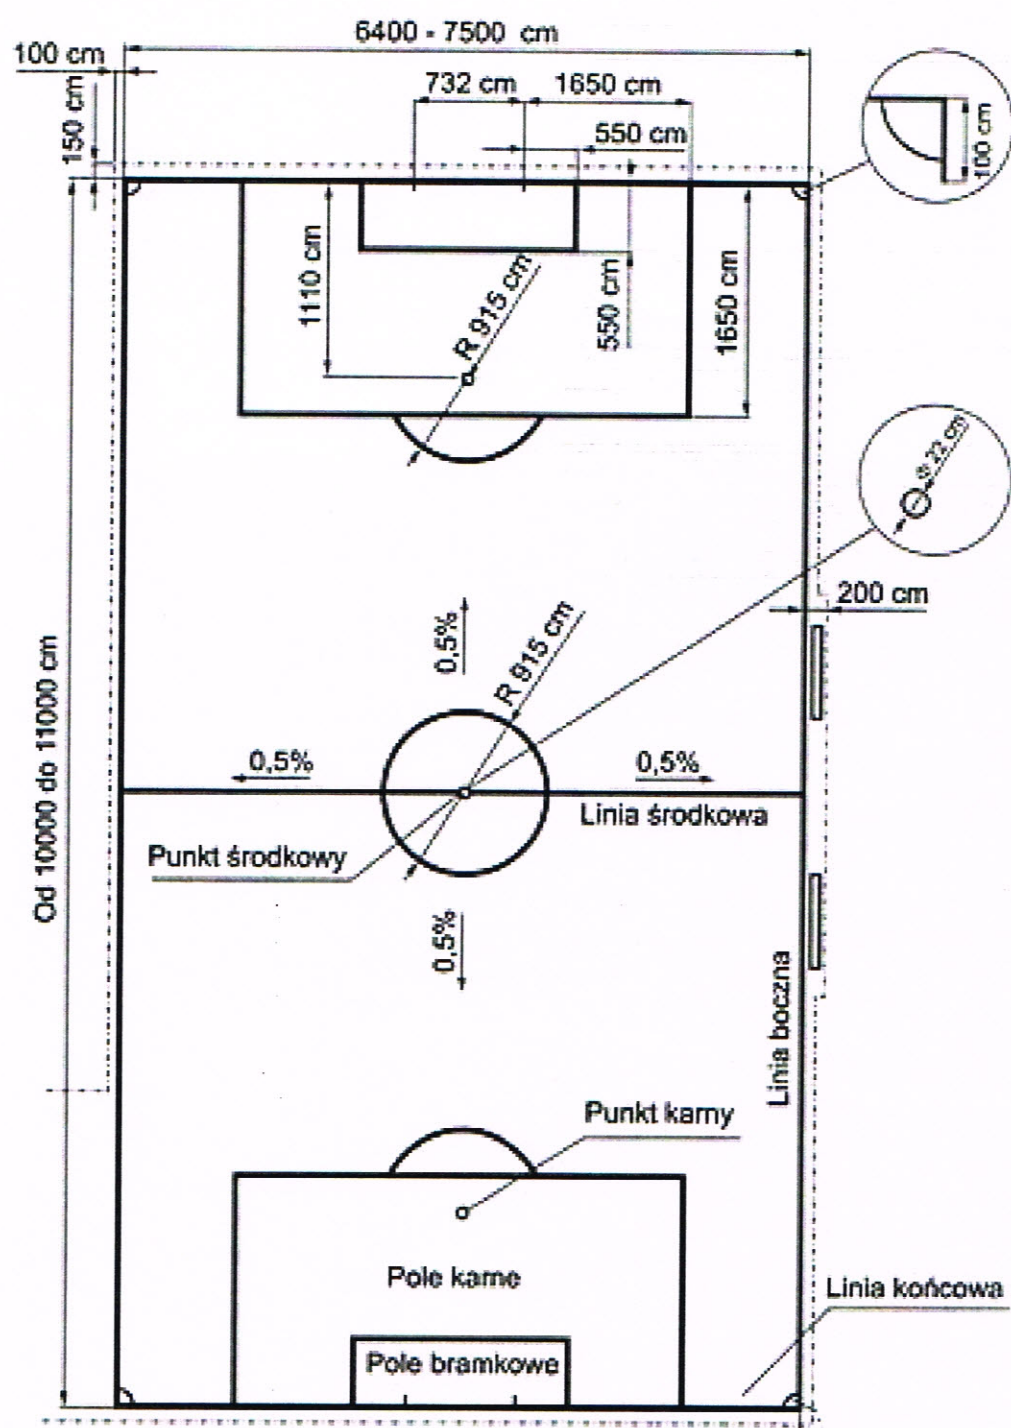 6400 - 7500 cm
100 cm
732 cm
1650 cm
150 cm
550 cm
100 cm
1110 cm
R 915 cm
550 cm
1650 cm
Φ 22 cm
200 cm
0,5%
R 915 cm
Od 10000 do 11000 cm
0,5%
0,5%
Linia środkowa
Punkt środkowy
0,5%
Linia boczna
Punkt karny
Pole karne
Linia końcowa
Pole bramkowe